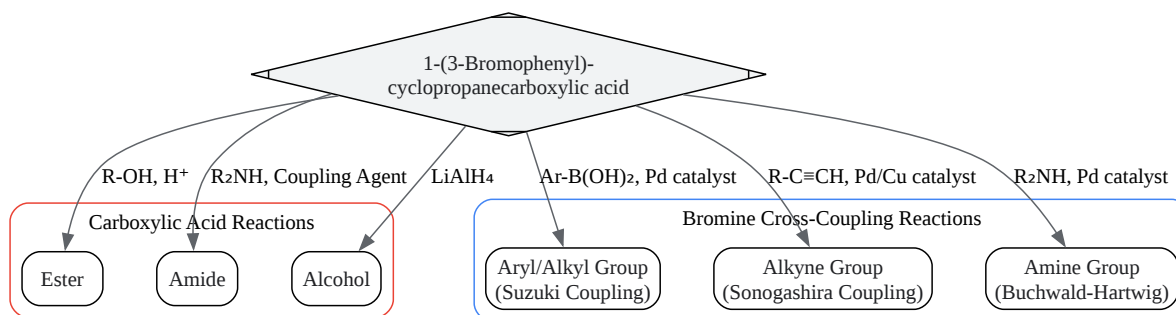 1-(3-Bromophenyl)-
cyclopropanecarboxylic acid
R-OH, H⁺
R₂NH, Coupling Agent
LiAlH₄
Ar-B(OH)₂, Pd catalyst
R-C≡CH, Pd/Cu catalyst
R₂NH, Pd catalyst
Carboxylic Acid Reactions
Bromine Cross-Coupling Reactions
Ester
Amide
Alcohol
Aryl/Alkyl Group
(Suzuki Coupling)
Alkyne Group
(Sonogashira Coupling)
Amine Group
(Buchwald-Hartwig)